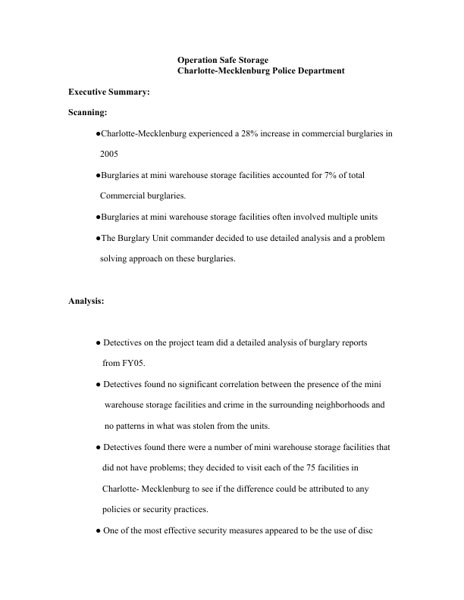 Operation Safe Storage
Charlotte-Mecklenburg Police Department
Executive Summary:
Scanning:
●Charlotte-Mecklenburg experienced a 28% increase in commercial burglaries in
2005
●Burglaries at mini warehouse storage facilities accounted for 7% of total
Commercial burglaries.
●Burglaries at mini warehouse storage facilities often involved multiple units
●The Burglary Unit commander decided to use detailed analysis and a problem
solving approach on these burglaries.
Analysis:
● Detectives on the project team did a detailed analysis of burglary reports
from FY05.
● Detectives found no significant correlation between the presence of the mini
warehouse storage facilities and crime in the surrounding neighborhoods and
no patterns in what was stolen from the units.
● Detectives found there were a number of mini warehouse storage facilities that
did not have problems; they decided to visit each of the 75 facilities in
Charlotte- Mecklenburg to see if the difference could be attributed to any
policies or security practices.
● One of the most effective security measures appeared to be the use of disc